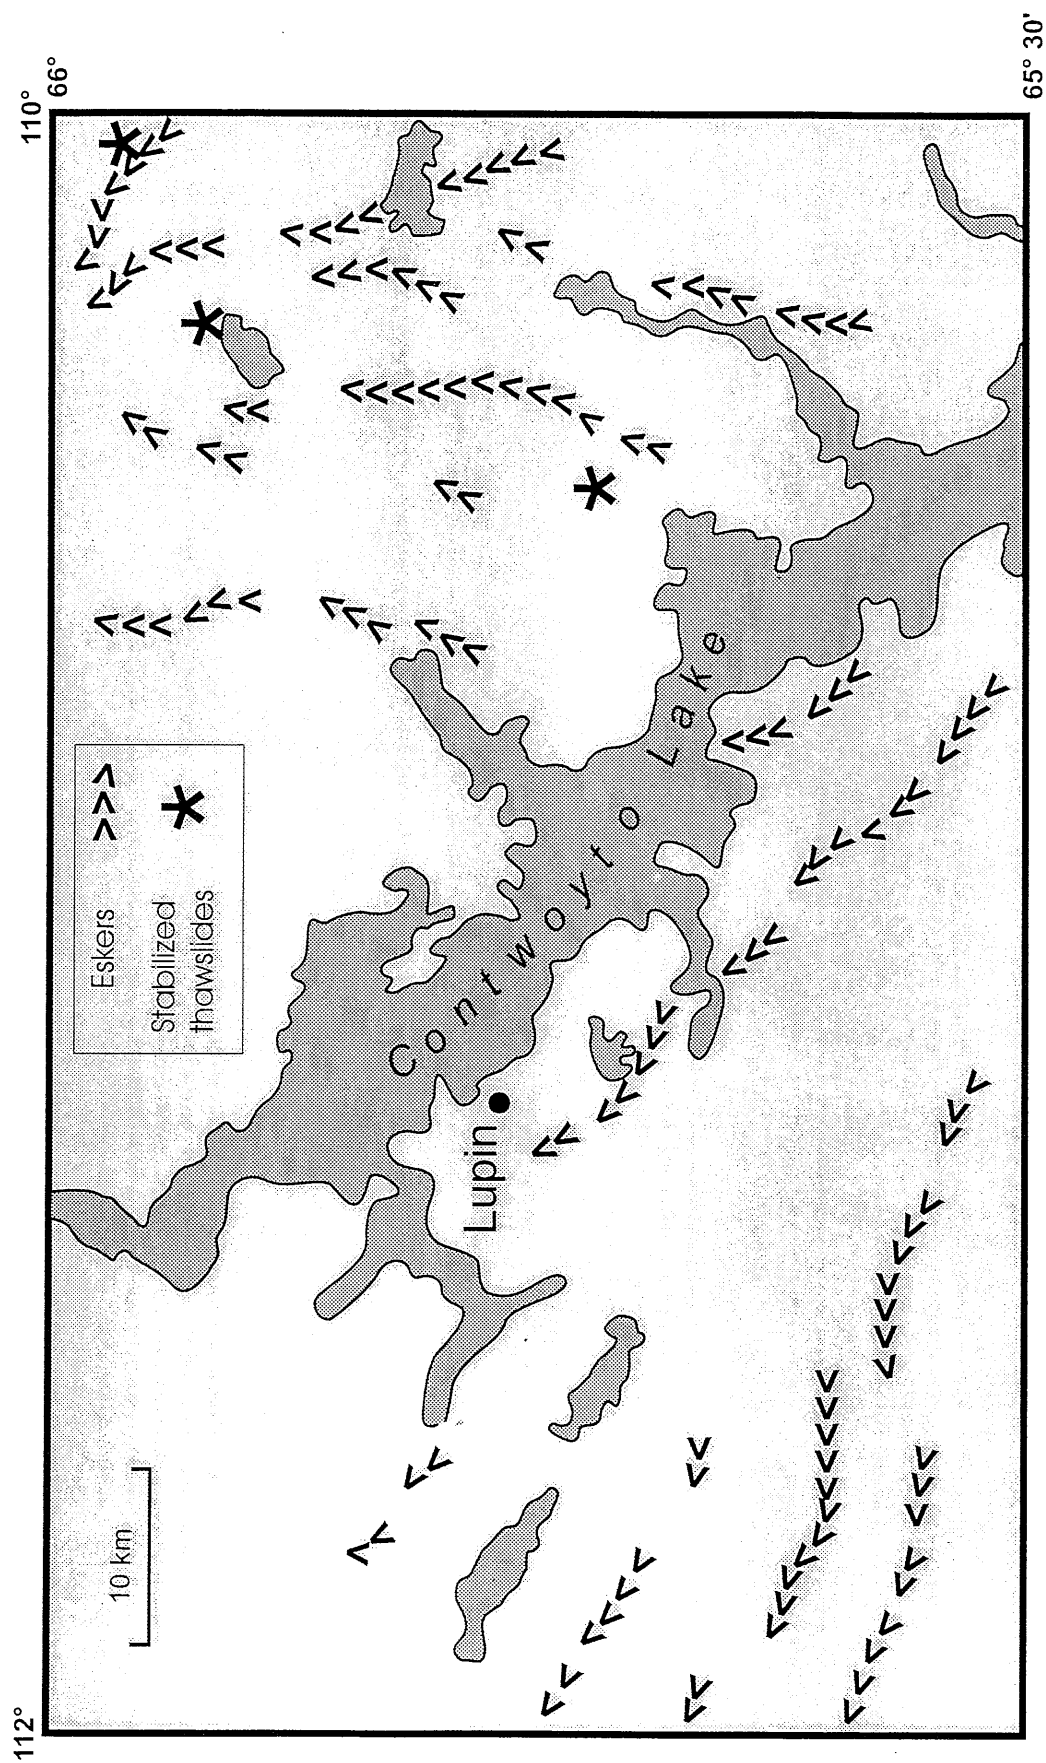 112°
110°
66°
65° 30'
10 km
Eskers
Stabilized
thawslides
Contwoyto Lake
Lupin